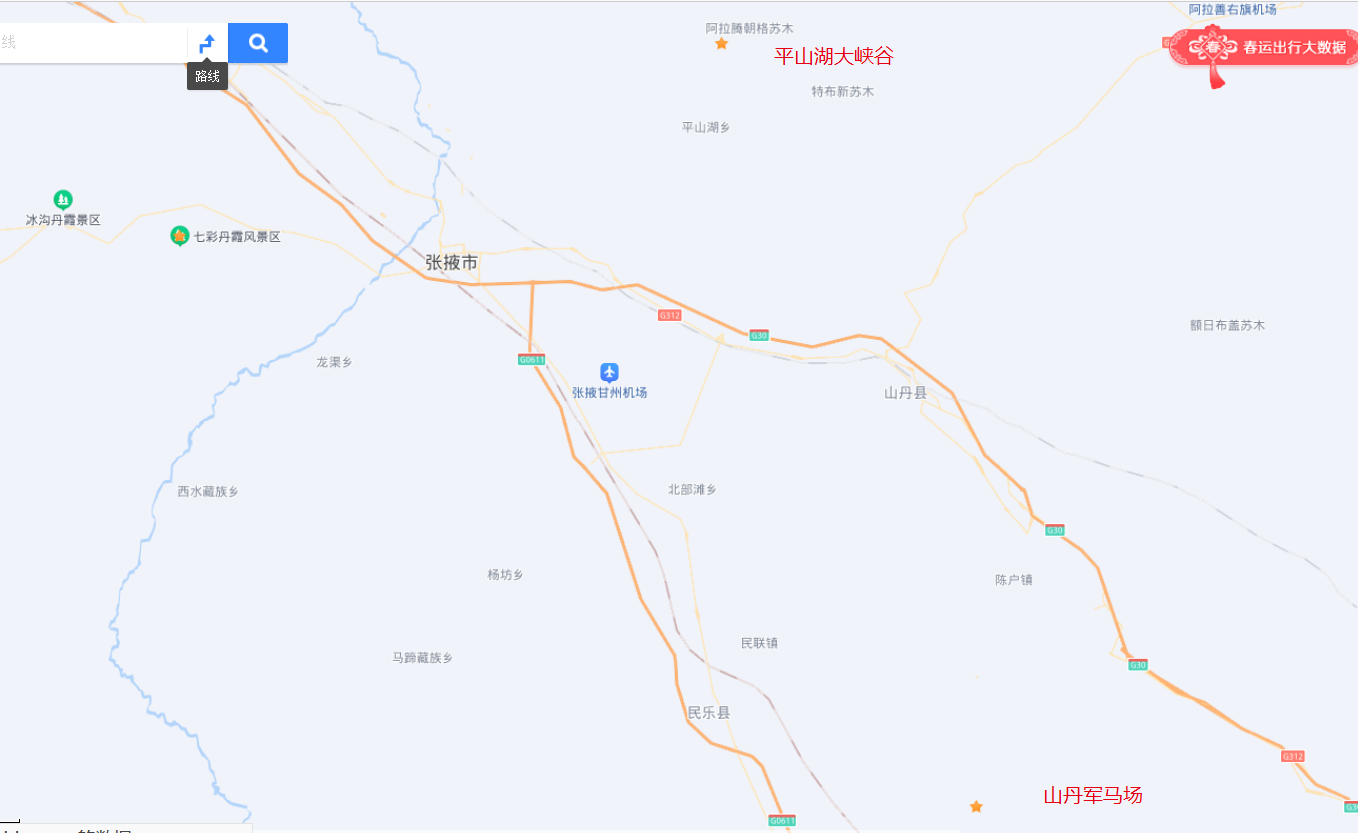 阿拉善右旗机场
阿拉腾朝格苏木
线
平山湖大峡谷
春
春运出行大数据
路线
特布新苏木
平山湖乡
冰沟丹霞景区
七彩丹霞风景区
张掖市
G312
额日布盖苏木
G30
G0611
龙渠乡
张掖甘州机场
山丹县
西水藏族乡
北部滩乡
G30
杨坊乡
陈户镇
民联镇
马蹄藏族乡
G30
民乐县
G312
山丹军马场
G0611
的数据